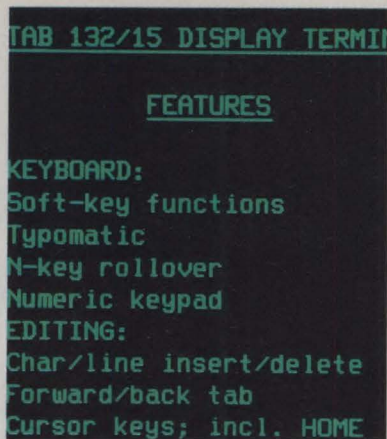 TAB 132/15 DISPLAY TERMIN
FEATURES
KEYBOARD:
Soft-key functions
Typomatic
N-key rollover
Numeric keypad
EDITING:
Char/line insert/delete
Forward/back tab
Cursor keys; incl. HOME